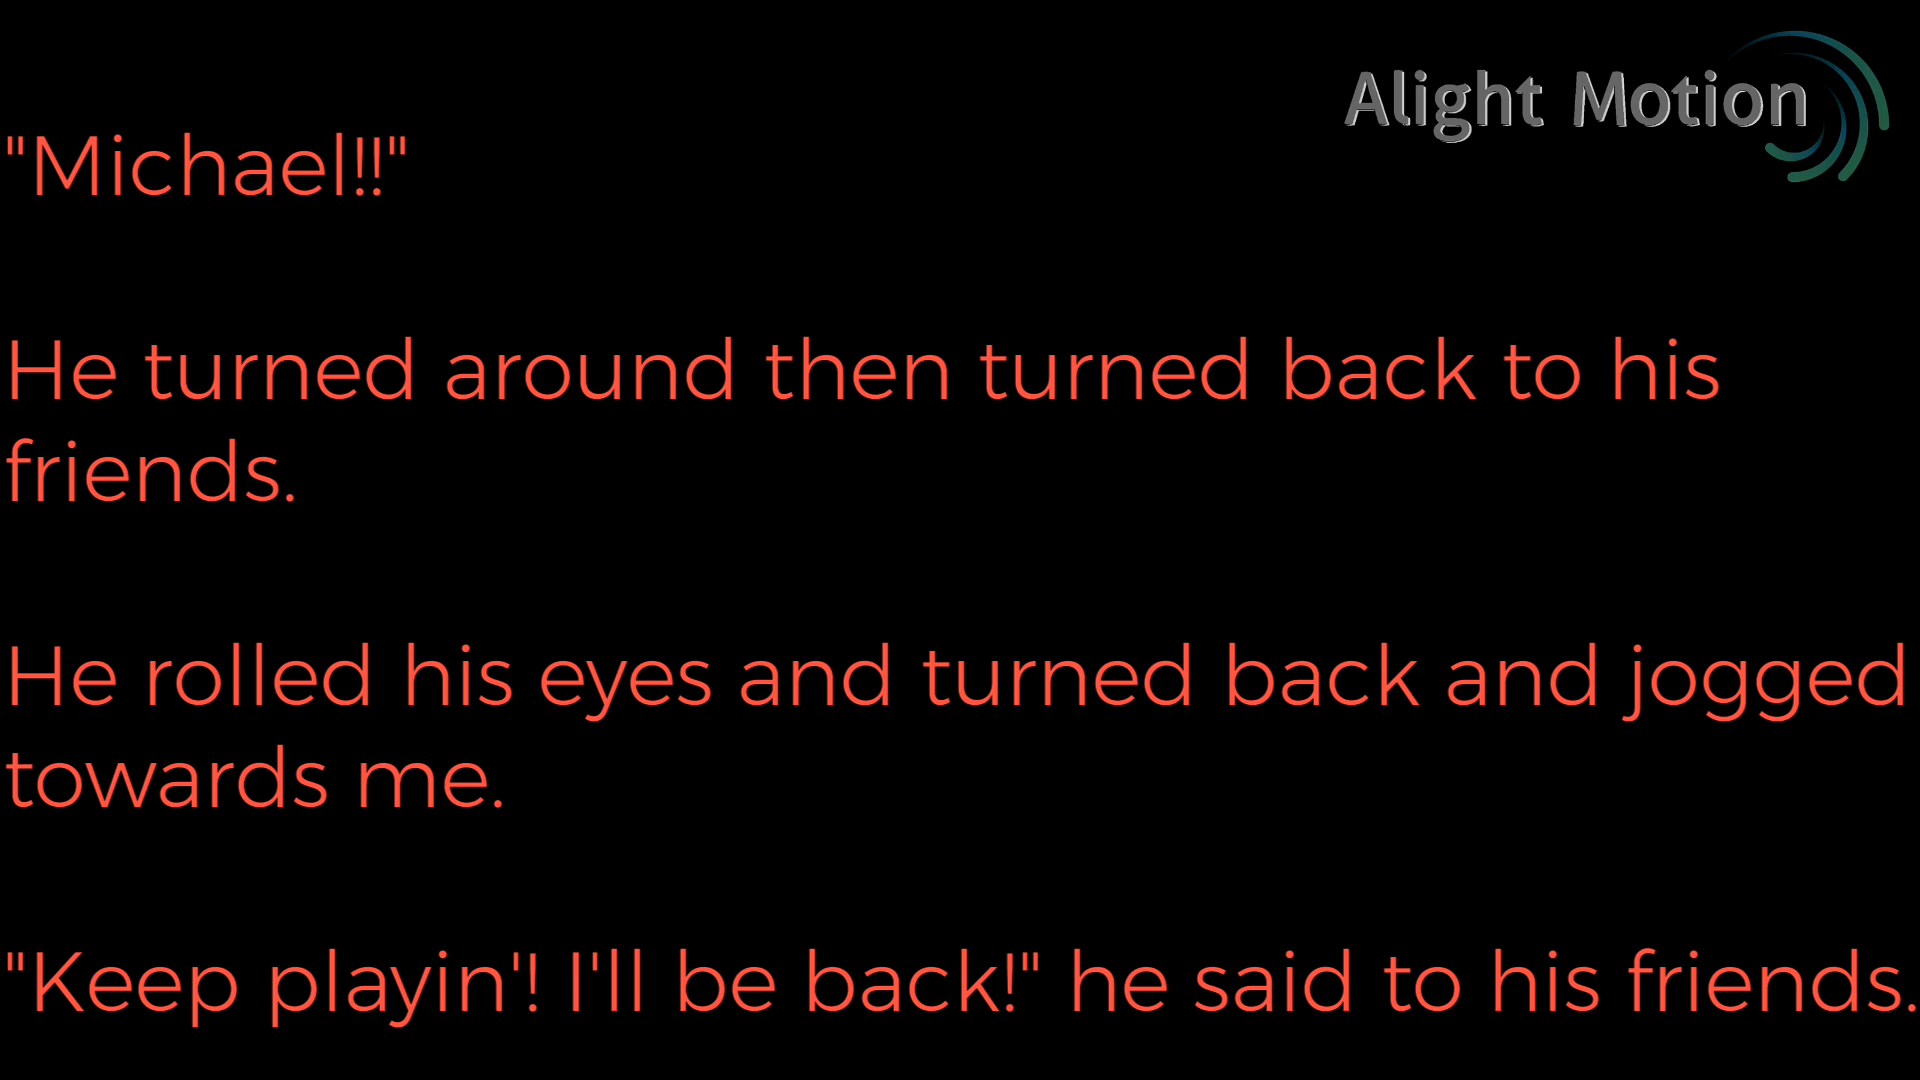 Alight Motion
"Michael!!"
He turned around then turned back to his
friends.
He rolled his eyes and turned back and jogged
towards me.
"Keep playin'! I'll be back!" he said to his friends.